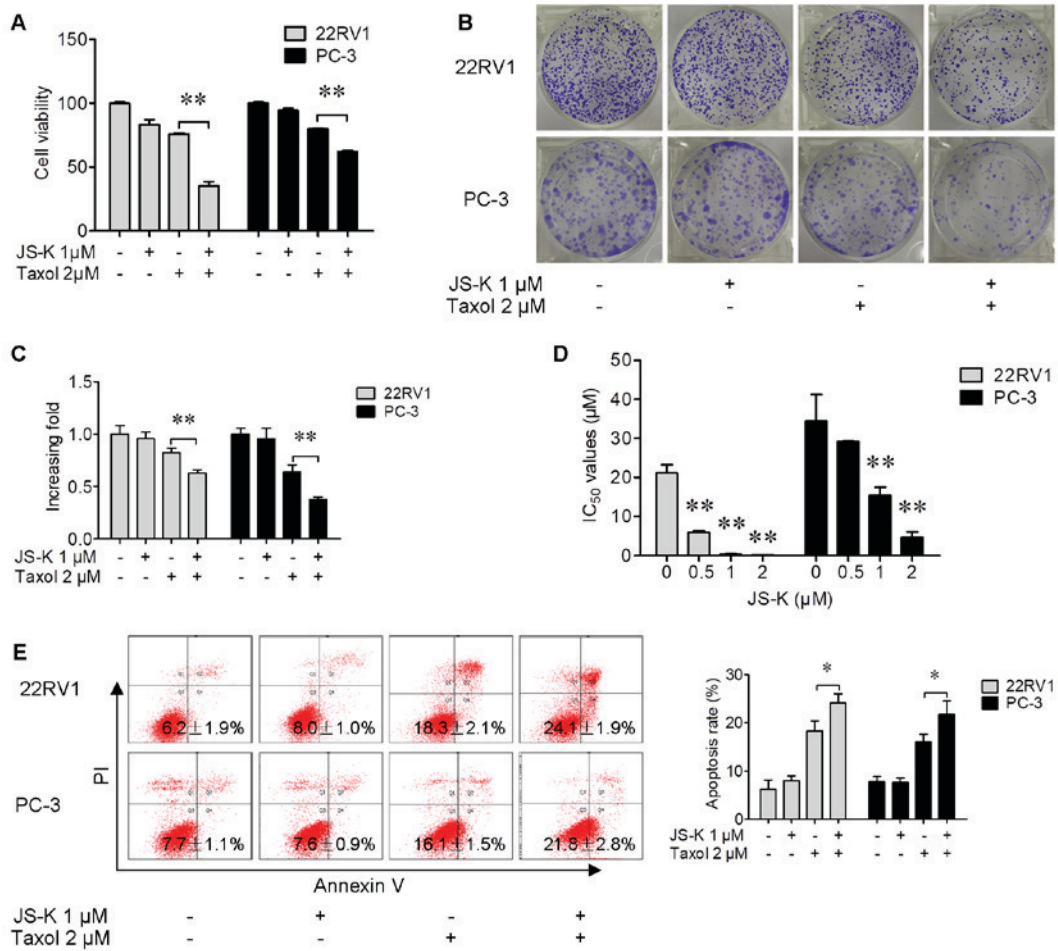 A
150
100
50
0
Cell viability
22RV1
PC-3
**
**
JS-K 1µM - + - + - + - +
Taxol 2µM - - + + - - + +
B
22RV1
PC-3
JS-K 1 µM - + - +
Taxol 2 µM - - + +
C
1.5
1.0
0.5
0.0
Increasing fold
22RV1
PC-3
**
**
JS-K 1 µM - + - + - + - +
Taxol 2 µM - - + + - - + +
D
50
40
30
20
10
0
IC50 values (µM)
22RV1
PC-3
** ** **
** **
0 0.5 1 2 0 0.5 1 2
JS-K (µM)
E
22RV1
6.2±1.9% 8.0±1.0% 18.3±2.1% 24.1±1.9%
PI
PC-3
7.7±1.1% 7.6±0.9% 16.1±1.5% 21.8±2.8%
Annexin V
JS-K 1 µM - + - +
Taxol 2 µM - - + +
30
20
10
0
Apoptosis rate (%)
22RV1
PC-3
*
*
JS-K 1 µM - + - + - + - +
Taxol 2 µM - - + + - - + +